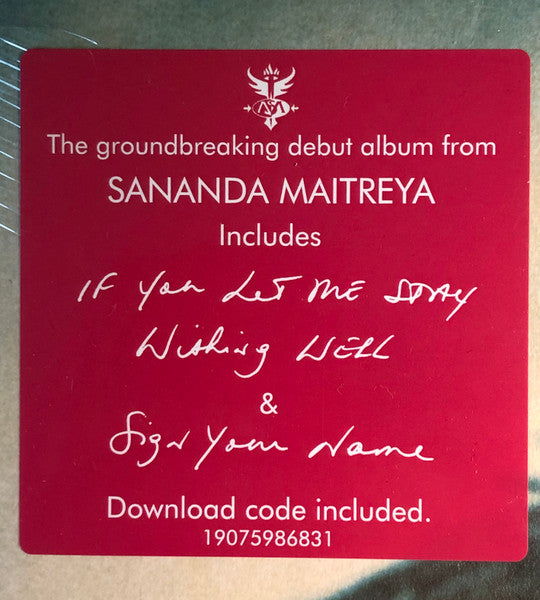 The groundbreaking debut album from
SANANDA MAITREYA
Includes
IF You LET ME STAY
Wishing WELL
&
Sign Your Name
Download code included.
19075986831